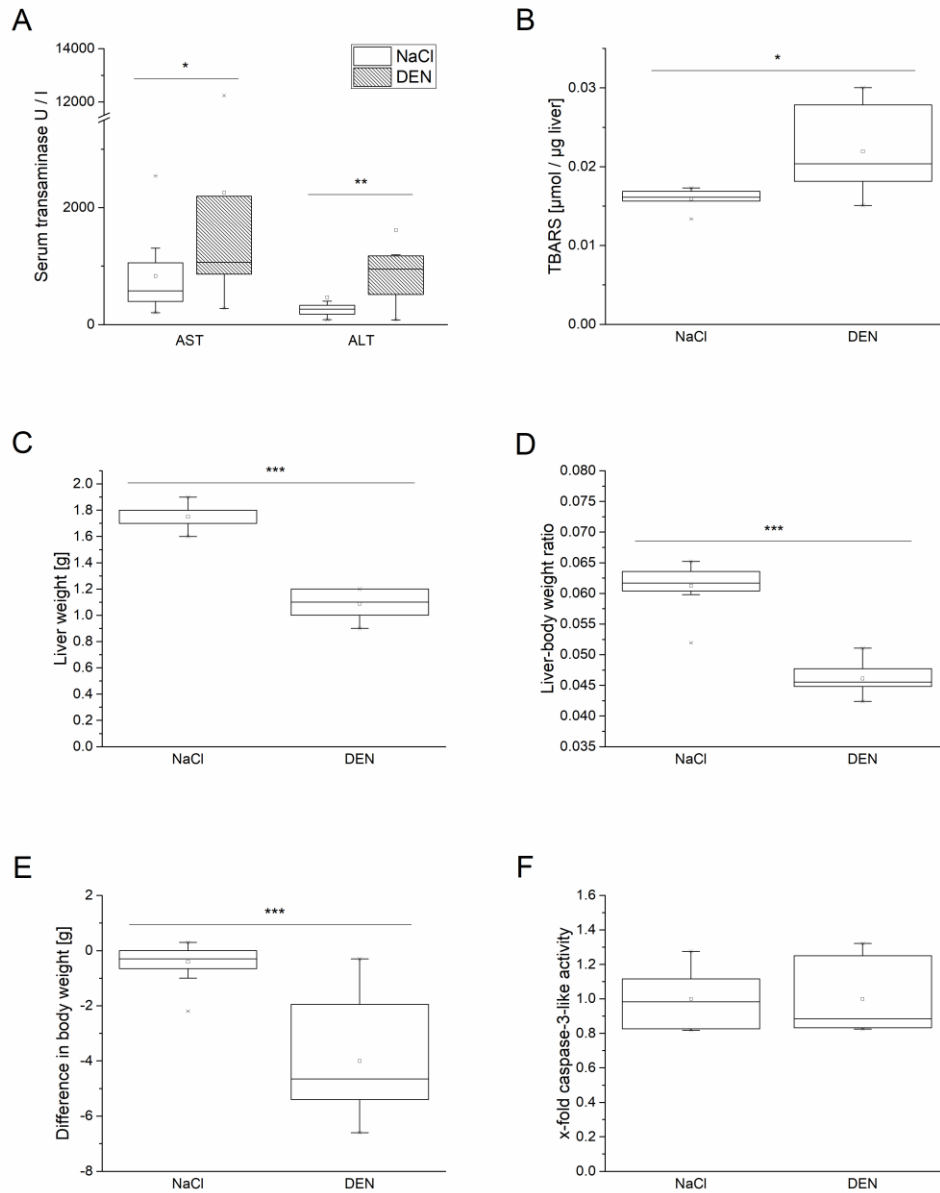 A
Serum transaminase U / l
14000
12000
2000
0
*
**
NaCl
DEN
AST
ALT
B
TBARS [µmol / µg liver]
0.03
0.02
0.01
0.00
*
NaCl
DEN
C
Liver weight [g]
2.0
1.8
1.6
1.4
1.2
1.0
0.8
0.6
0.4
0.2
0.0
***
NaCl
DEN
D
Liver-body weight ratio
0.080
0.075
0.070
0.065
0.060
0.055
0.050
0.045
0.040
0.035
***
NaCl
DEN
E
Difference in body weight [g]
2
0
-2
-4
-6
-8
***
NaCl
DEN
F
x-fold caspase-3-like activity
1.6
1.4
1.2
1.0
0.8
0.6
0.4
0.2
0.0
NaCl
DEN